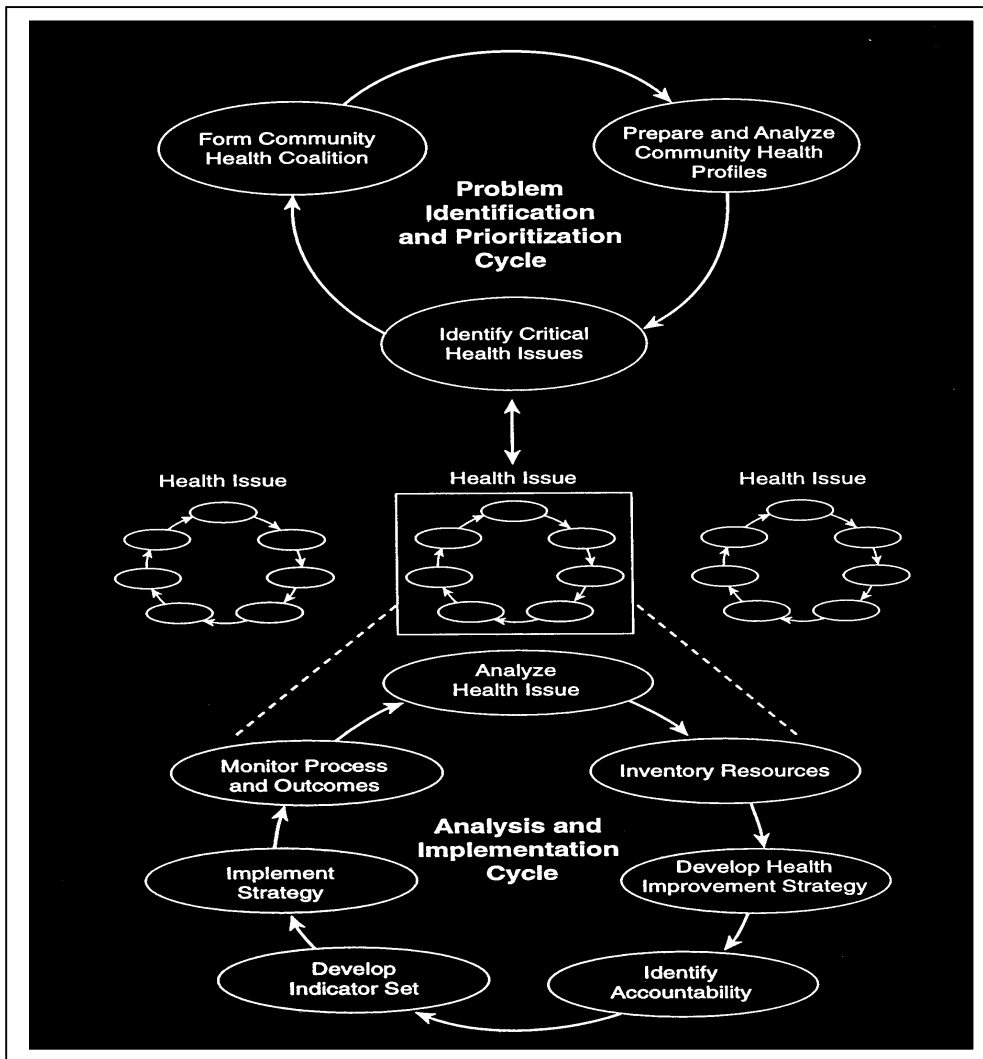 Form Community
Health Coalition
Prepare and Analyze
Community Health
Profiles
Problem
Identification
and Prioritization
Cycle
Identify Critical
Health Issues
Health Issue
Health Issue
Health Issue
Analyze
Health Issue
Monitor Process
and Outcomes
Inventory Resources
Analysis and
Implementation
Cycle
Implement
Strategy
Develop Health
Improvement Strategy
Develop
Indicator Set
Identify
Accountability